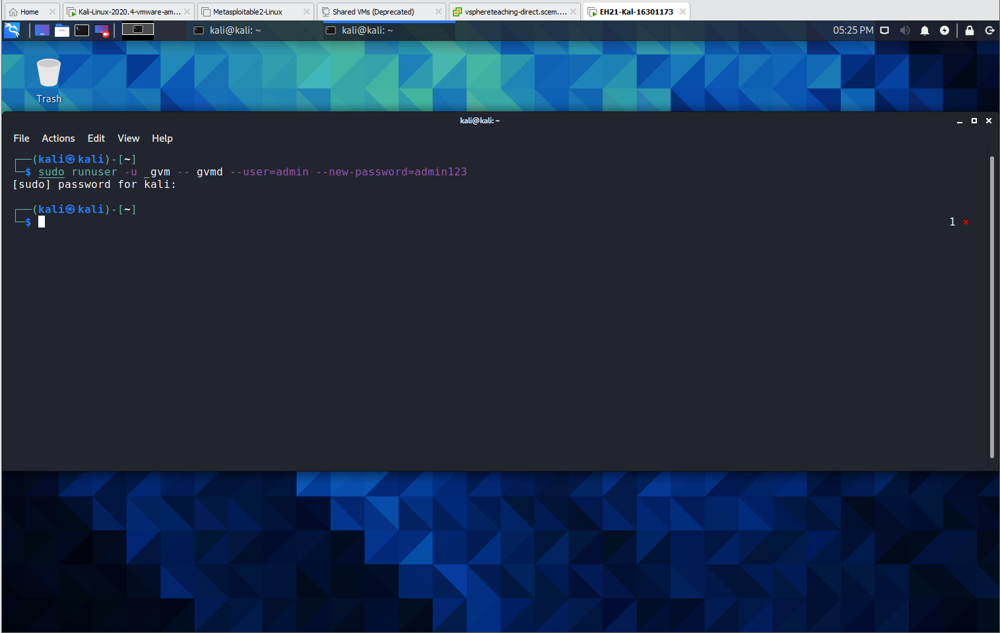 Home
Kali-Linux-2020.4-vmware-am...
Metasploitable2-Linux
Shared VMs (Deprecated)
vsphereteaching-direct.scem....
EH21-Kal-16301173
kali@kali: ~
kali@kali: ~
05:25 PM
Trash
kali@kali: ~
File Actions Edit View Help
┌──(kali㉿kali)-[~]
└─$ sudo runuser -u _gvm -- gvmd --user=admin --new-password=admin123
[sudo] password for kali:
┌──(kali㉿kali)-[~]
└─$ 1 ×